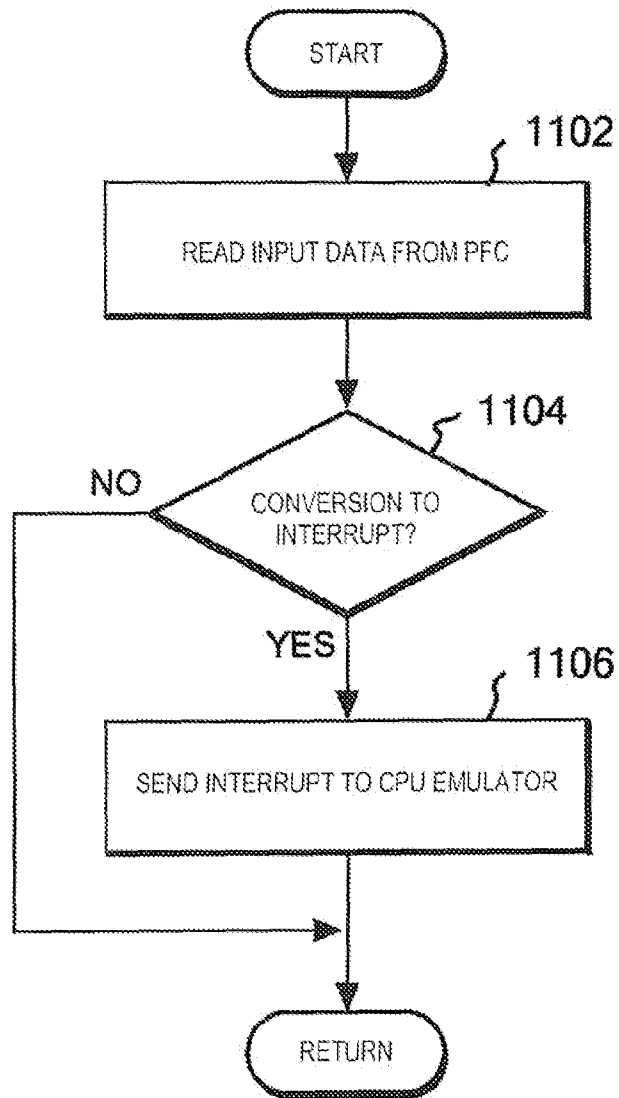 START
1102
READ INPUT DATA FROM PFC
1104
NO
CONVERSION TO
INTERRUPT?
YES
1106
SEND INTERRUPT TO CPU EMULATOR
RETURN